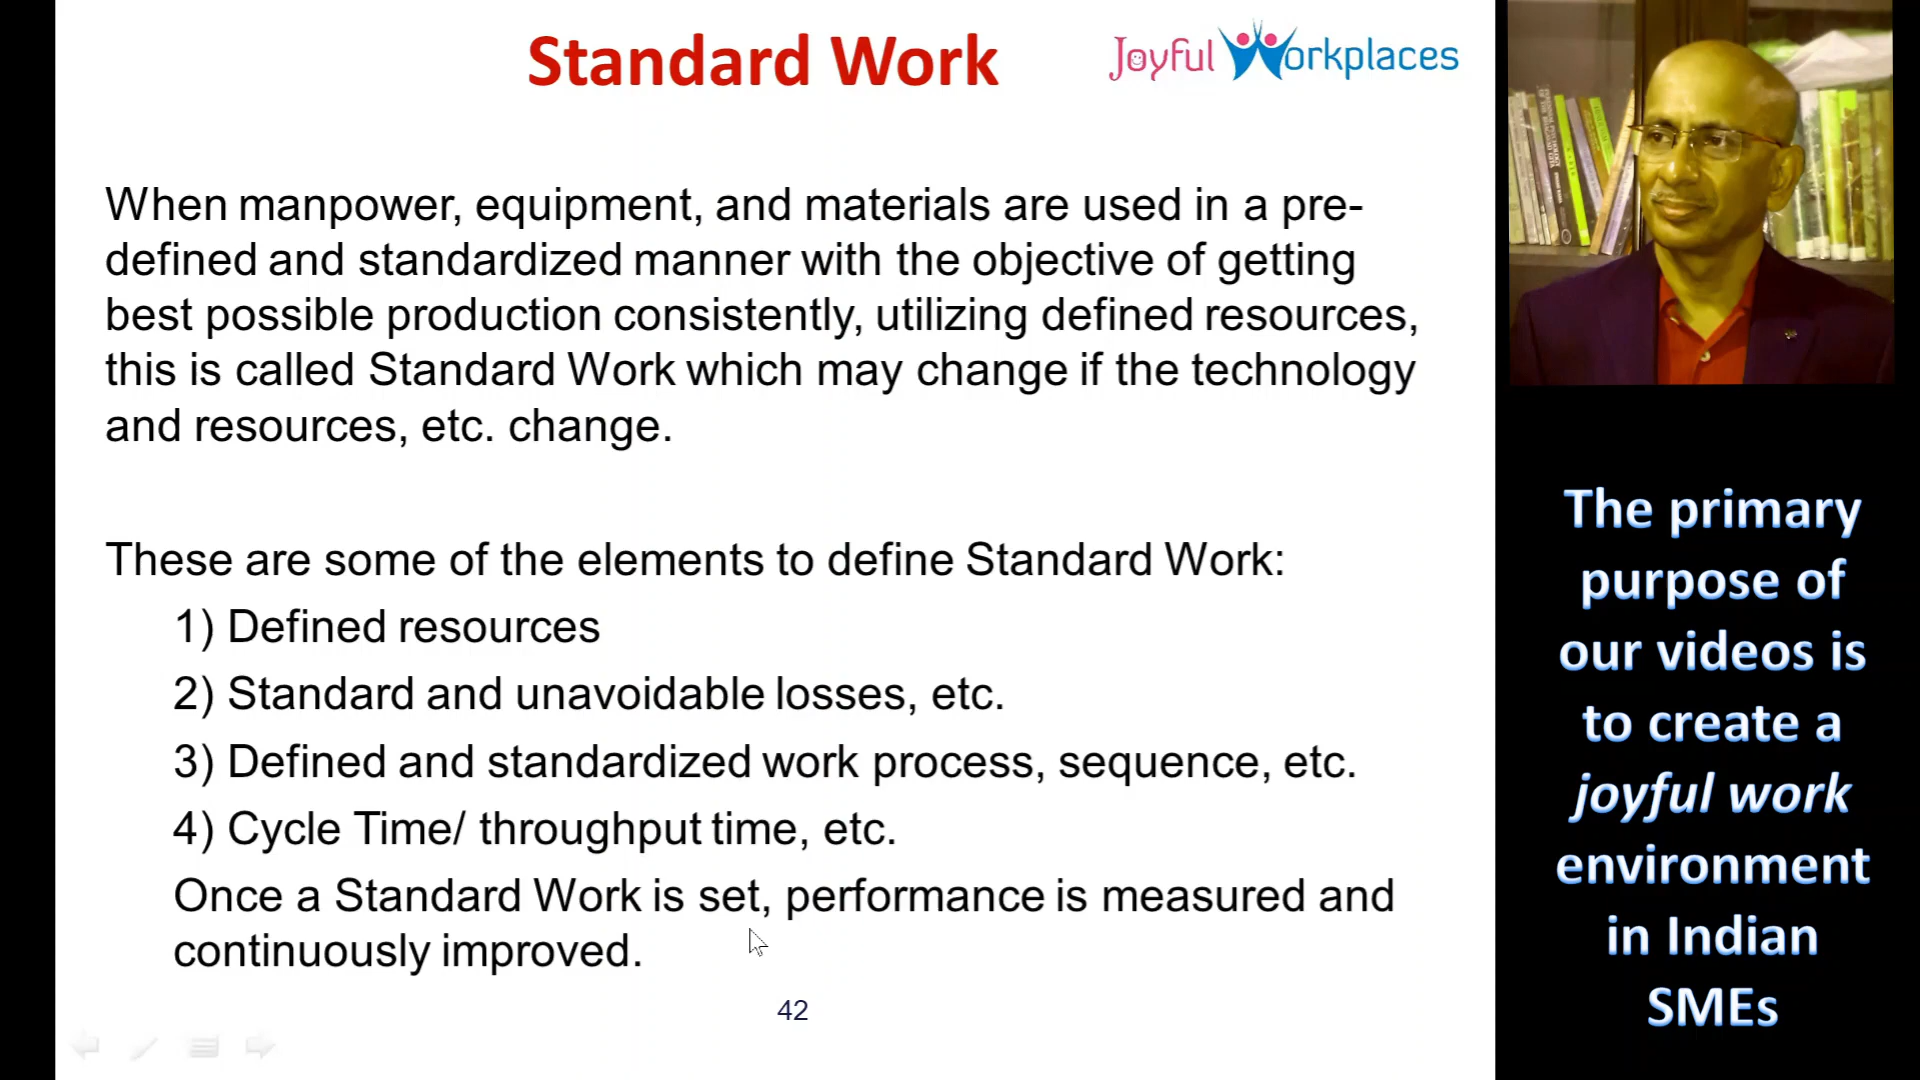 Standard Work
Joyful Workplaces
When manpower, equipment, and materials are used in a pre-
defined and standardized manner with the objective of getting
best possible production consistently, utilizing defined resources,
this is called Standard Work which may change if the technology
and resources, etc. change.
These are some of the elements to define Standard Work:
1) Defined resources
2) Standard and unavoidable losses, etc.
3) Defined and standardized work process, sequence, etc.
4) Cycle Time/ throughput time, etc.
Once a Standard Work is set, performance is measured and
continuously improved.
42
The primary
purpose of
our videos is
to create a
joyful work
environment
in Indian
SMEs